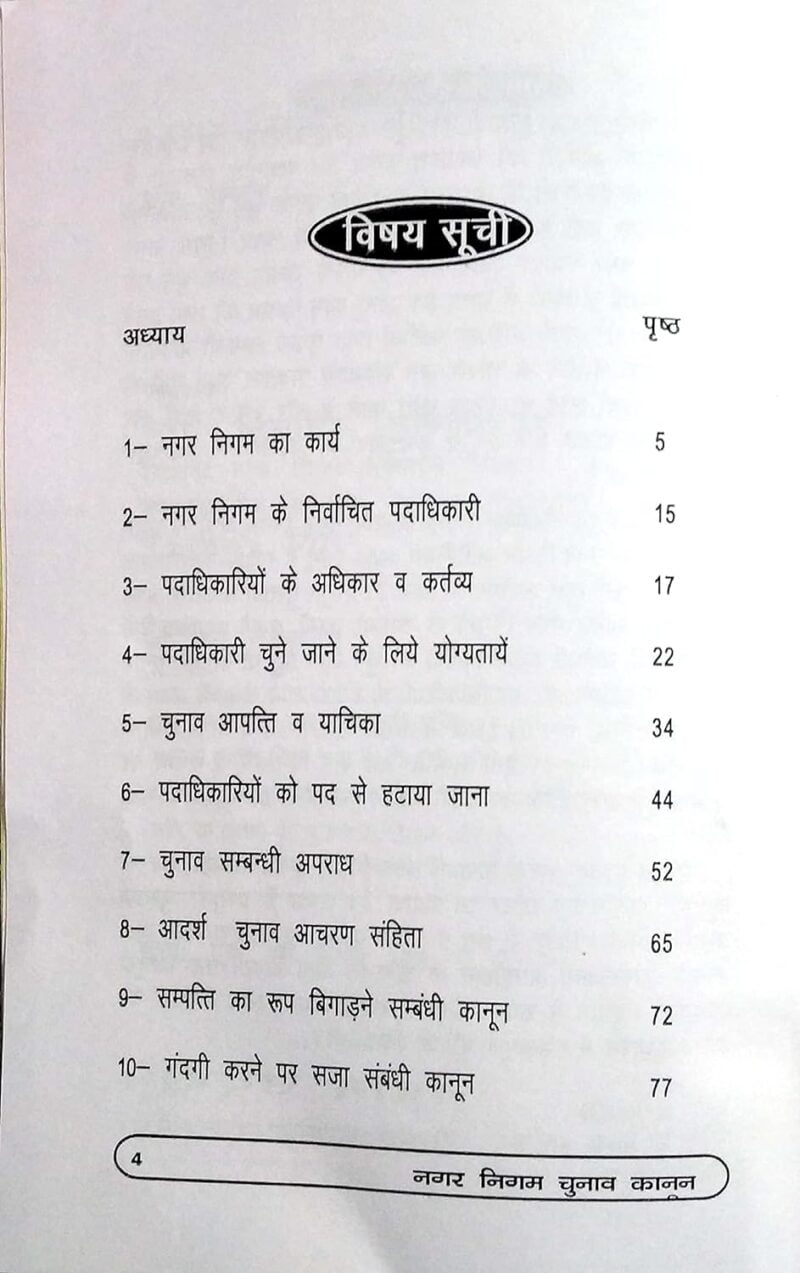 विषय सूची
अध्याय पृष्ठ
1– नगर निगम का कार्य 5
2– नगर निगम के निर्वाचित पदाधिकारी 15
3– पदाधिकारियों के अधिकार व कर्तव्य 17
4– पदाधिकारी चुने जाने के लिये योग्यतायें 22
5– चुनाव आपत्ति व याचिका 34
6– पदाधिकारियों को पद से हटाया जाना 44
7– चुनाव सम्बन्धी अपराध 52
8– आदर्श चुनाव आचरण संहिता 65
9– सम्पत्ति का रूप बिगाड़ने सम्बंधी कानून 72
10– गंदगी करने पर सजा संबंधी कानून 77
4 नगर निगम चुनाव कानून